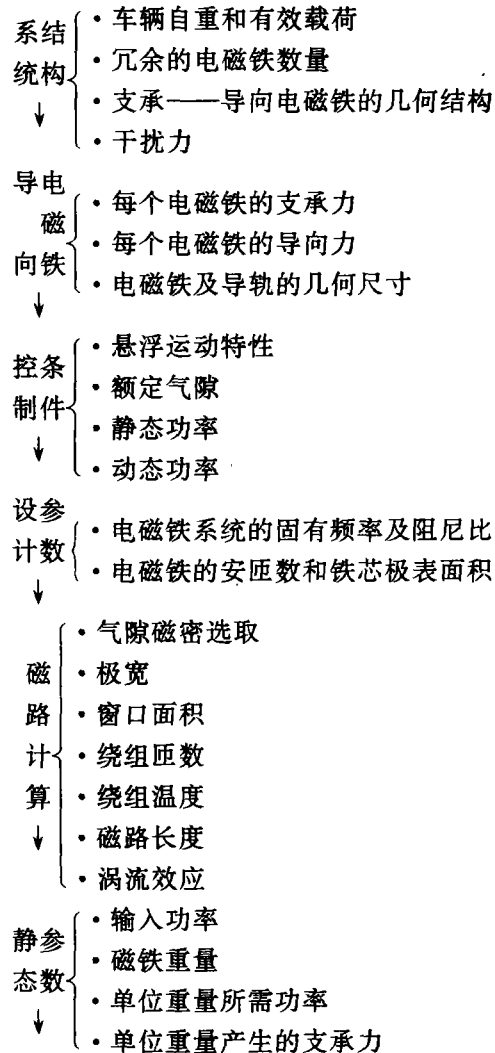 系统结构
· 车辆自重和有效载荷
· 冗余的电磁铁数量
· 支承——导向电磁铁的几何结构
· 干扰力
↓
导向电磁铁
· 每个电磁铁的支承力
· 每个电磁铁的导向力
· 电磁铁及导轨的几何尺寸
↓
控制条件
· 悬浮运动特性
· 额定气隙
· 静态功率
· 动态功率
↓
设计参数
· 电磁铁系统的固有频率及阻尼比
· 电磁铁的安匝数和铁芯极表面积
↓
磁路计算
· 气隙磁密选取
· 极宽
· 窗口面积
· 绕组匝数
· 绕组温度
· 磁路长度
· 涡流效应
↓
静态参数
· 输入功率
· 磁铁重量
· 单位重量所需功率
· 单位重量产生的支承力
↓